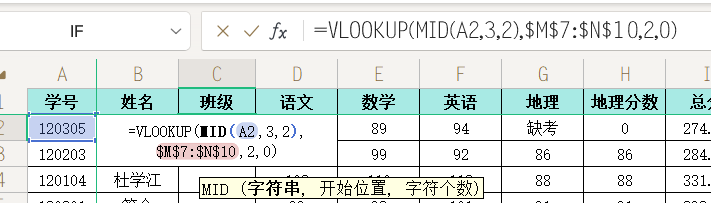 IF fx =VLOOKUP(MID(A2,3,2),$M$7:$N$10,2,0)
A B C D E F G H I
1 学号 姓名 班级 语文 数学 英语 地理 地理分数
2 120305 =VLOOKUP(MID(A2,3,2), 89 94 缺考 0 274.
$M$7:$N$10,2,0)
3 120203 99 92 86 86 284.
4 120104 杜学江 118 88 88 331.
MID (字符串, 开始位置, 字符个数)